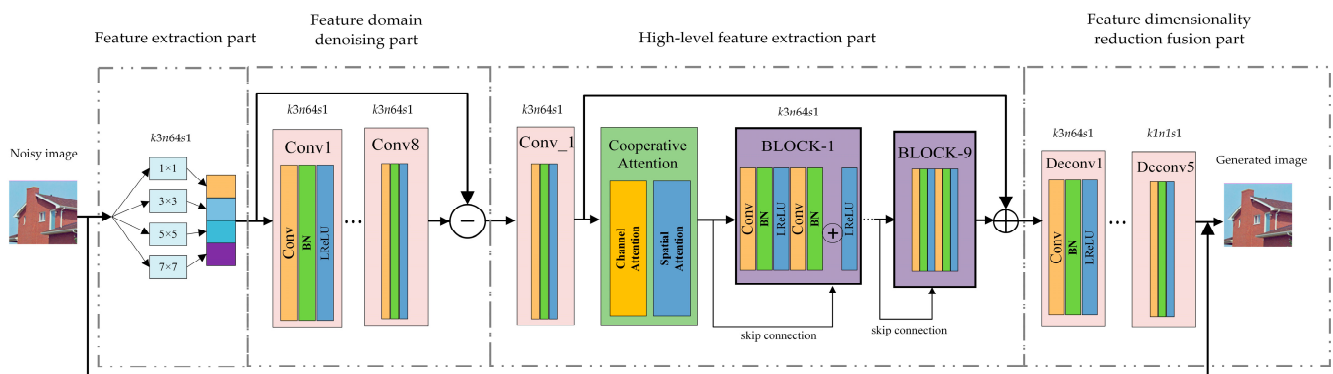 Feature extraction part
Feature domain
denoising part
High-level feature extraction part
Feature dimensionality
reduction fusion part
Noisy image
k3n64s1
1×1
3×3
5×5
7×7
k3n64s1
Conv1
Conv
BN
LReLU
...
k3n64s1
Conv8
−
k3n64s1
Conv_1
Cooperative
Attention
Channel
Attention
Spatial
Attention
k3n64s1
BLOCK-1
Conv
BN
LReLU
Conv
BN
+
LReLU
skip connection
...
BLOCK-9
skip connection
+
k3n64s1
Deconv1
Conv
BN
LReLU
...
k1n1s1
Dcconv5
Generated image